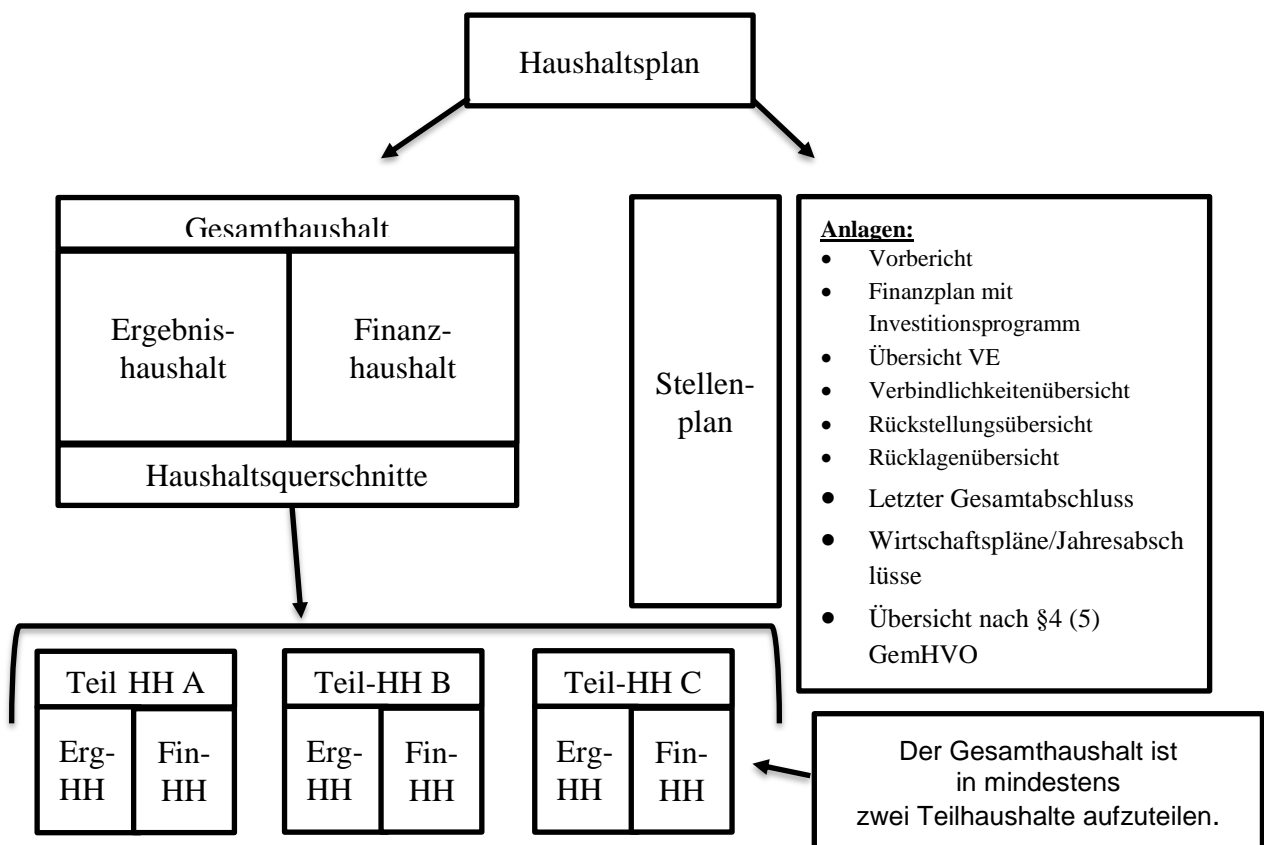 Haushaltsplan
Gesamthaushalt
Ergebnis-
haushalt
Finanz-
haushalt
Haushaltsquerschnitte
Stellen-
plan
Anlagen:
• Vorbericht
• Finanzplan mit
Investitionsprogramm
• Übersicht VE
• Verbindlichkeitenübersicht
• Rückstellungsübersicht
• Rücklagenübersicht
• Letzter Gesamtabschluss
• Wirtschaftspläne/Jahresabsch
lüsse
• Übersicht nach §4 (5)
GemHVO
Teil HH A
Erg-
HH
Fin-
HH
Teil-HH B
Erg-
HH
Fin-
HH
Teil-HH C
Erg-
HH
Fin-
HH
Der Gesamthaushalt ist
in mindestens
zwei Teilhaushalte aufzuteilen.